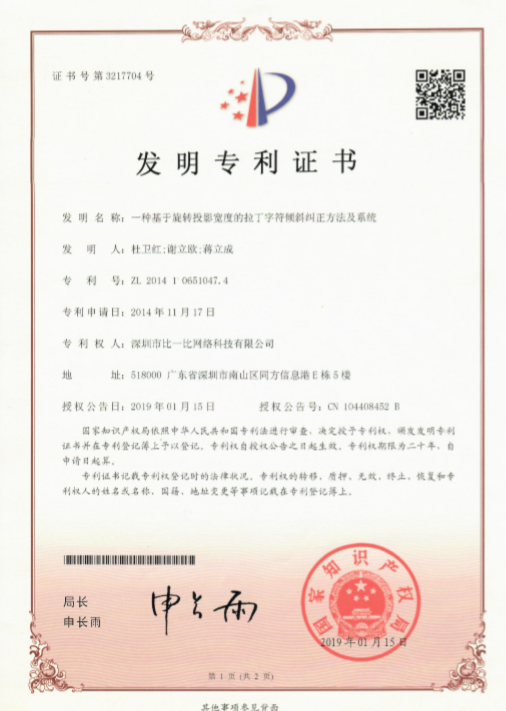 证书号第3217704号
发明专利证书
发明名称：一种基于旋转投影宽度的拉丁字符倾斜纠正方法及系统
发明人：杜卫红;谢立欧;蒋立成
专利号：ZL 2014 1 0651047.4
专利申请日：2014年11月17日
专利权人：深圳市比一比网络科技有限公司
地址：518000 广东省深圳市南山区同方信息港E栋5楼
授权公告日：2019年01月15日 授权公告号：CN 104408452 B
国家知识产权局依照中华人民共和国专利法进行审查，决定授予专利权，颁发发明专利
证书并在专利登记簿上予以登记。专利权自授权公告之日起生效。专利权期限为二十年，自
申请日起算。
专利证书记载专利权登记时的法律状况。专利权的转移、质押、无效、终止、恢复和专
利权人的姓名或名称、国籍、地址变更等事项记载在专利登记簿上。
局长
申长雨
申长雨
国家知识产权局
2019年01月15日
第1页（共2页）
其他事项参见背面